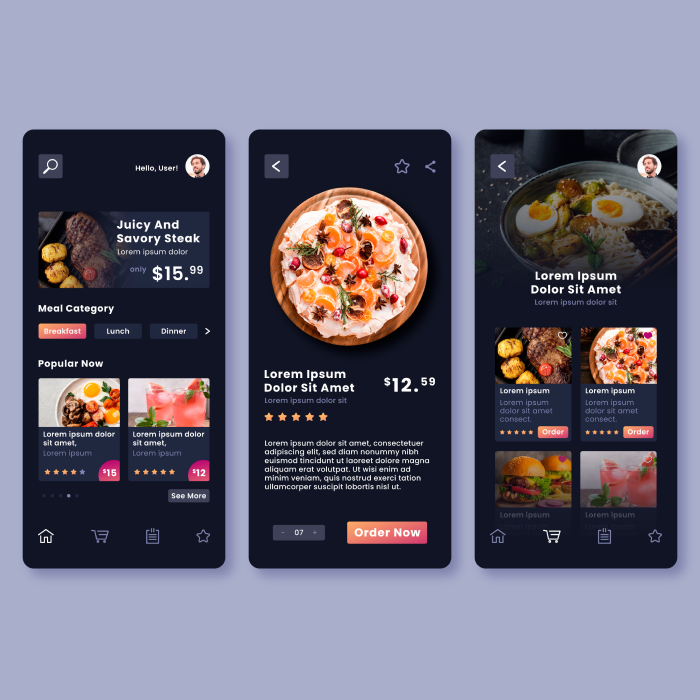 Hello, User!
Juicy And
Savory Steak
Lorem ipsum dolor
only $15.99
Meal Category
Breakfast Lunch Dinner
Popular Now
Lorem ipsum dolor
sit amet,
Lorem ipsum
$15
Lorem ipsum dolor
sit amet,
Lorem ipsum
$12
See More
Lorem Ipsum
Dolor Sit Amet
$12.59
Lorem ipsum dolor sit
Lorem ipsum dolor sit amet, consectetuer
adipiscing elit, sed diam nonummy nibh
euismod tincidunt ut laoreet dolore magna
aliquam erat volutpat. Ut wisi enim ad
minim veniam, quis nostrud exerci tation
ullamcorper suscipit lobortis nisl ut.
- 07 +
Order Now
Lorem Ipsum
Dolor Sit Amet
Lorem ipsum dolor sit
Lorem ipsum
Lorem ipsum
dolor sit amet
consect.
Order
Lorem ipsum
Lorem ipsum
dolor sit amet
consect.
Order
Lorem ipsum
Lorem ipsum